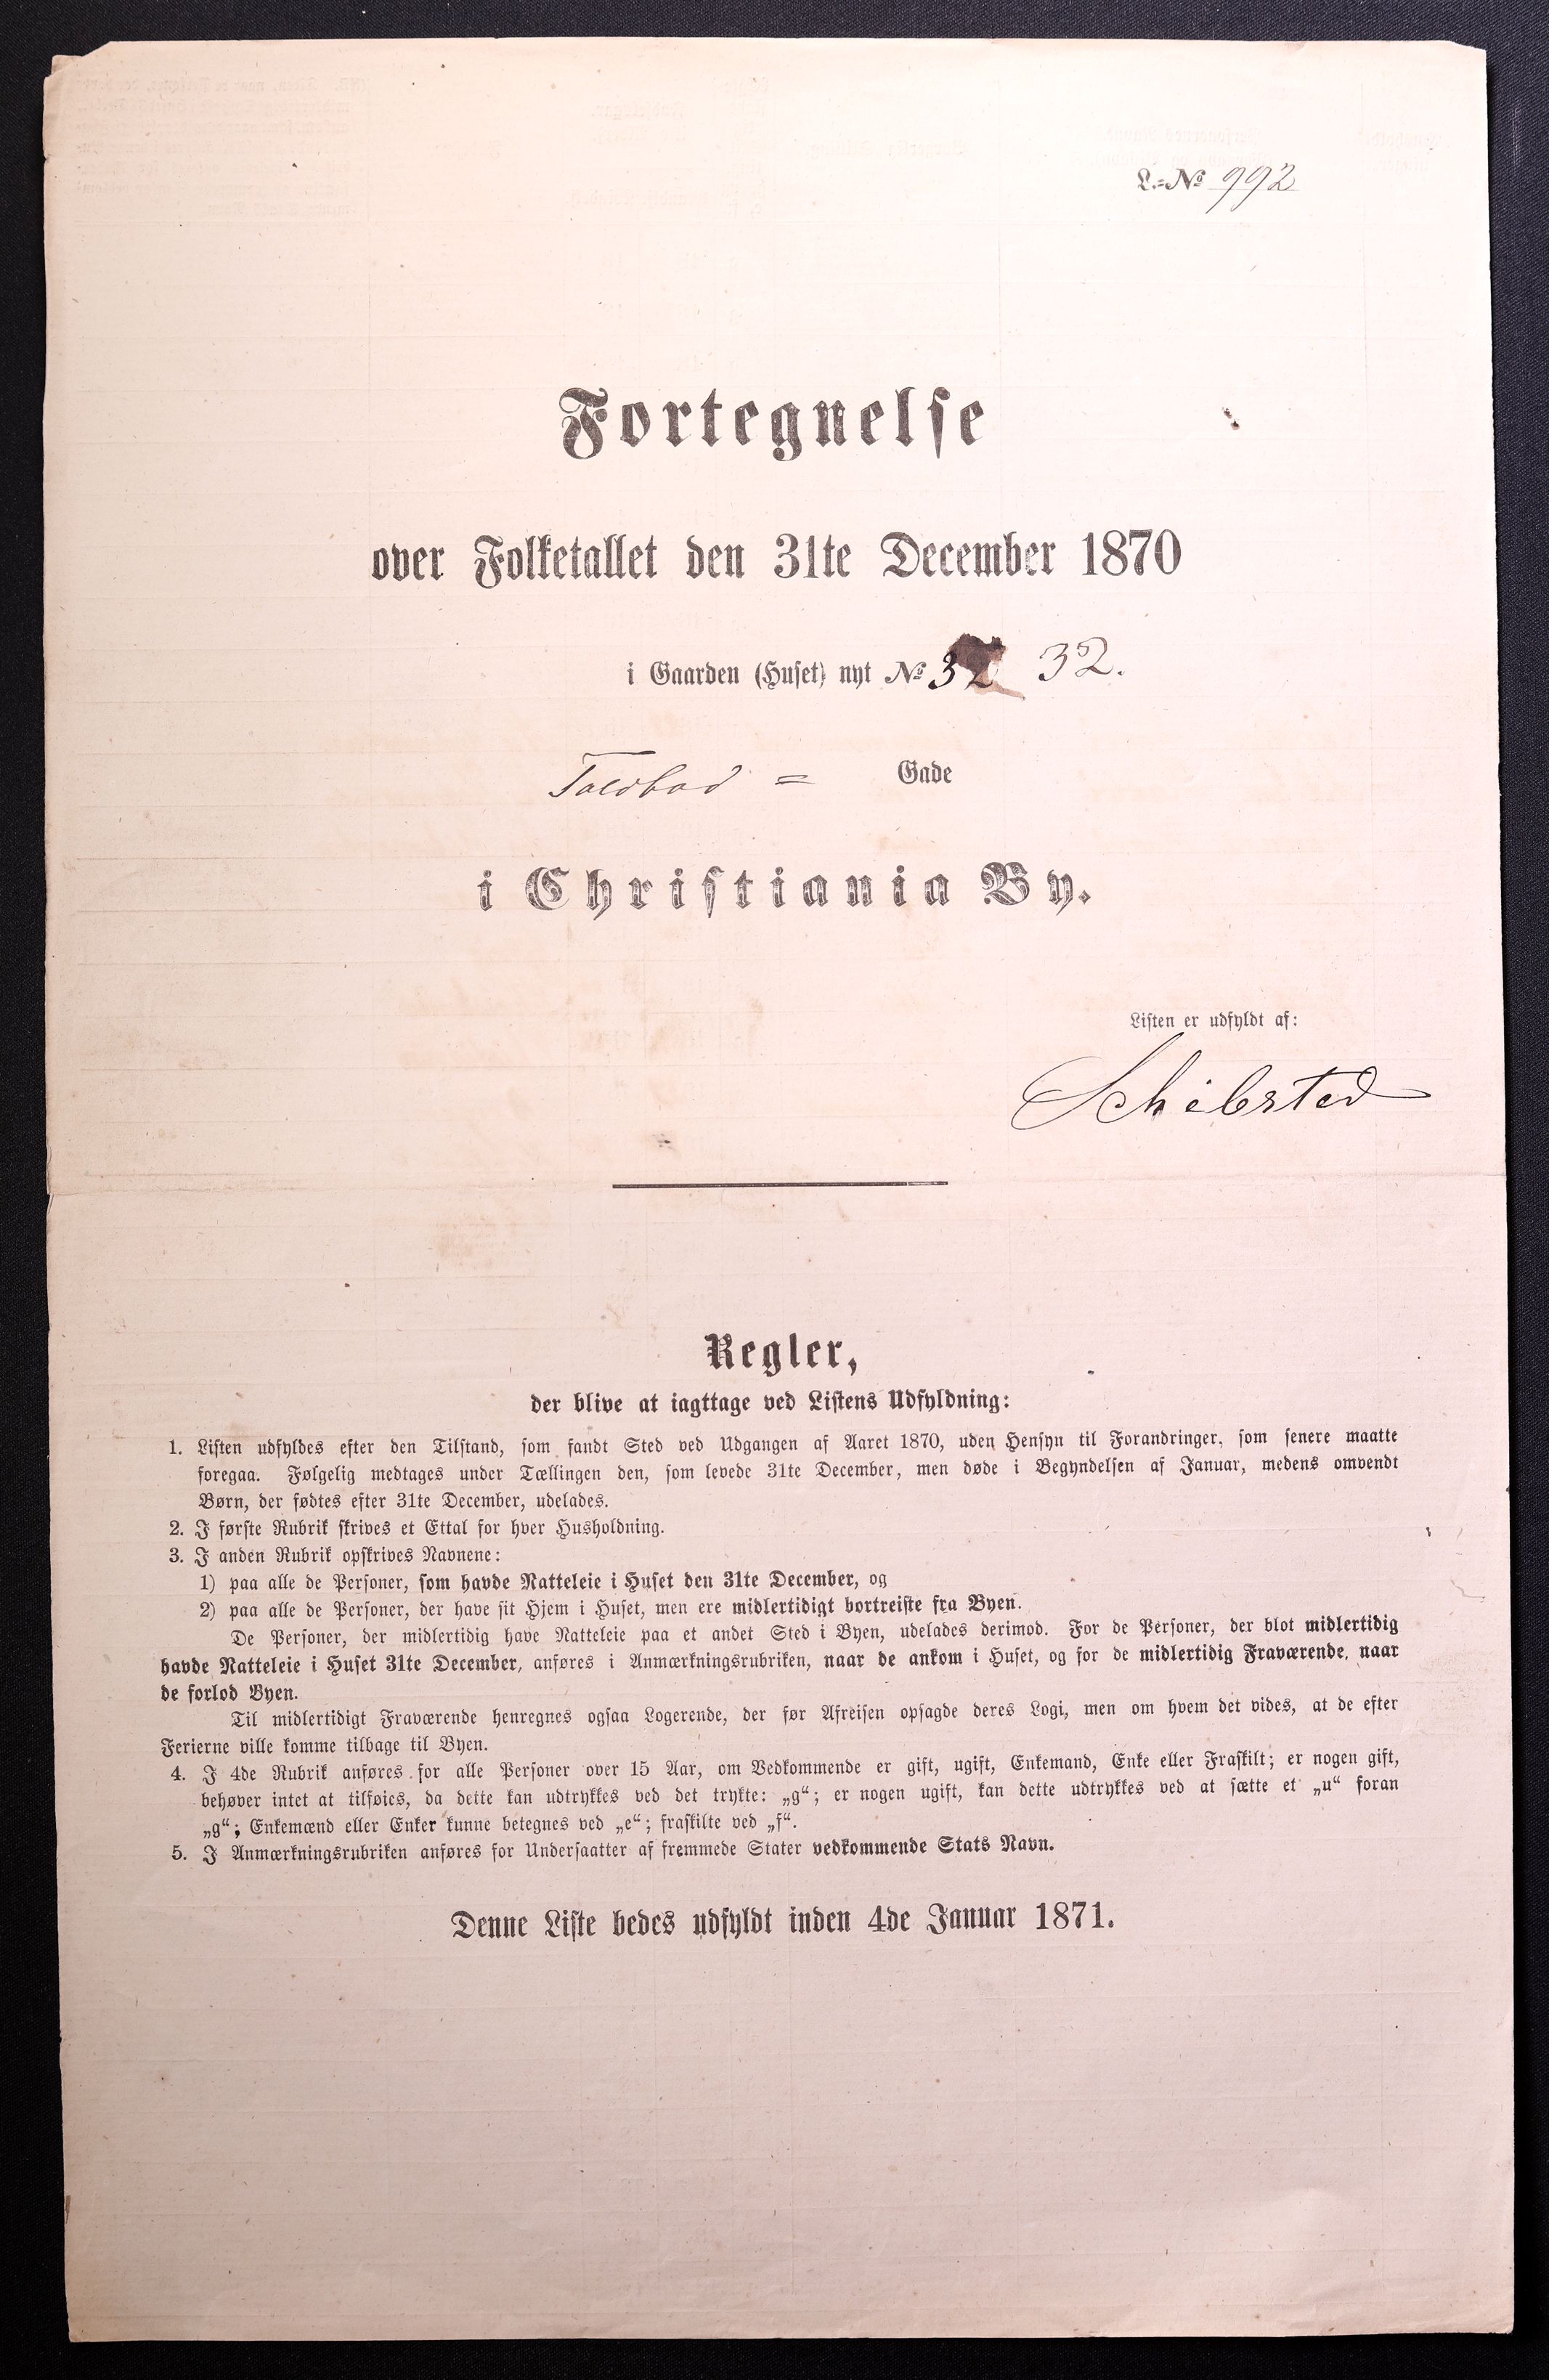 L.=No 992
Fortegnelse
over Folketallet den 31te December 1870
i Gaarden (Huset) nyt No 32 32.
Toldbod = Gade
i Christiania By.
Listen er udfyldt af:
Schibsted
Regler,
der blive at iagttage ved Listens Udfyldning:
1. Listen udfyldes efter den Tilstand, som fandt Sted ved Udgangen af Aaret 1870, uden Hensyn til Forandringer, som senere maatte
foregaa. Følgelig medtages under Tællingen den, som levede 31te December, men døde i Begyndelsen af Januar, medens omvendt
Børn, der fødtes efter 31te December, udelades.
2. I første Rubrik skrives et Ettal for hver Husholdning.
3. I anden Rubrik opskrives Navnene:
1) paa alle de Personer, som havde Natteleie i Huset den 31te December, og
2) paa alle de Personer, der have sit Hjem i Huset, men ere midlertidigt bortreiste fra Byen.
De Personer, der midlertidig have Natteleie paa et andet Sted i Byen, udelades derimod. For de Personer, der blot midlertidig
havde Natteleie i Huset 31te December, anføres i Anmærkningsrubriken, naar de ankom i Huset, og for de midlertidig Fraværende, naar
de forlod Byen.
Til midlertidigt Fraværende henregnes ogsaa Logerende, der før Afreisen opsagde deres Logi, men om hvem det vides, at de efter
Ferierne ville komme tilbage til Byen.
4. I 4de Rubrik anføres for alle Personer over 15 Aar, om Vedkommende er gift, ugift, Enkemand, Enke eller Fraskilt; er nogen gift,
behøver intet at tilføies, da dette kan udtrykkes ved det trykte: „g“; er nogen ugift, kan dette udtrykkes ved at sætte et „u“ foran
„g“; Enkemænd eller Enker kunne betegnes ved „e“; fraskilte ved „f“.
5. I Anmærkningsrubriken anføres for Undersaatter af fremmede Stater vedkommende Stats Navn.
Denne Liste bedes udfyldt inden 4de Januar 1871.